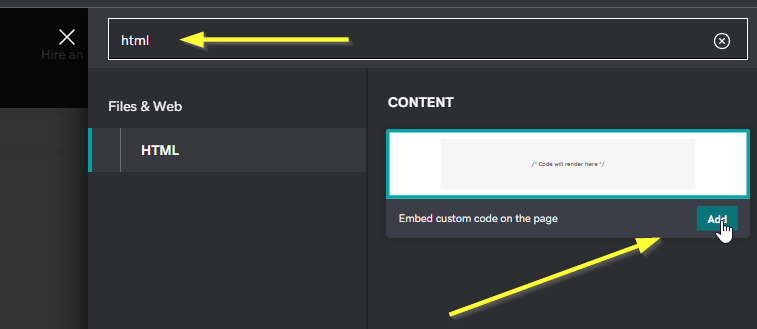 html
Hire an
Files & Web
HTML
CONTENT
/* Code will render here */
Embed custom code on the page
Add